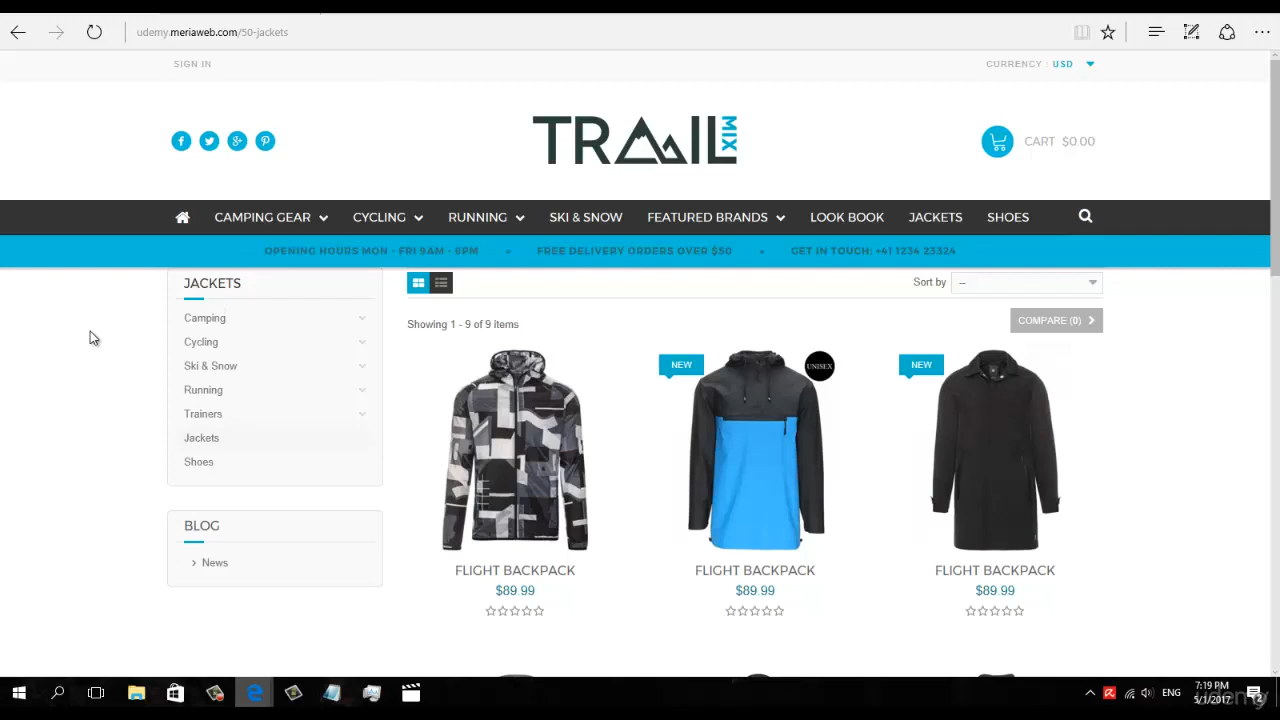 udemy.meriaweb.com/50-jackets
SIGN IN
CURRENCY : USD
TRAIL MIX
CART $0.00
CAMPING GEAR CYCLING RUNNING SKI & SNOW FEATURED BRANDS LOOK BOOK JACKETS SHOES
OPENING HOURS MON - FRI 9AM - 8PM - FREE DELIVERY ORDERS OVER $50 - GET IN TOUCH: +41 1234 23324
JACKETS
Camping
Cycling
Ski & Snow
Running
Trainers
Jackets
Shoes
BLOG
News
Sort by --
Showing 1 - 9 of 9 items
COMPARE (0)
NEW
UNISEX
NEW
FLIGHT BACKPACK FLIGHT BACKPACK FLIGHT BACKPACK
$89.99 $89.99 $89.99
ENG
7:19 PM
5/1/2017
udemy